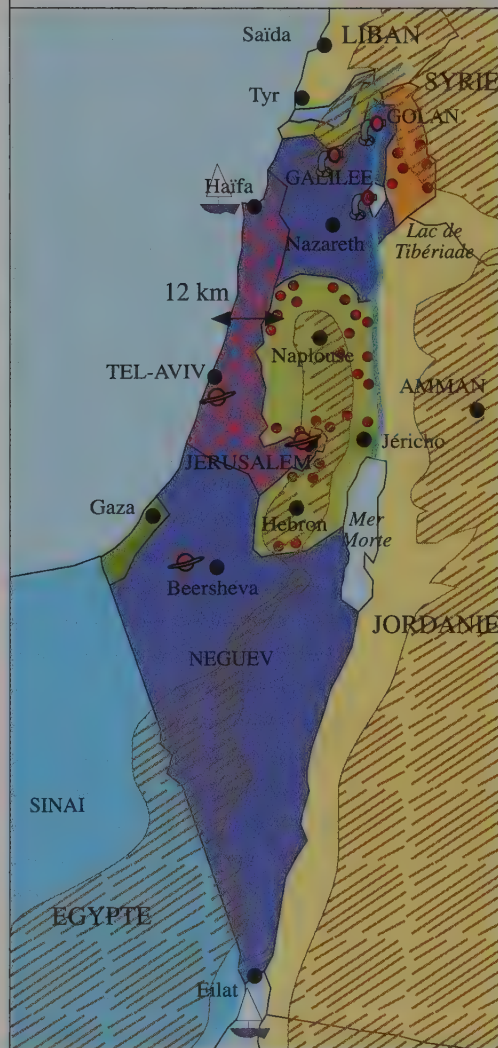 Saïda
LIBAN
SYRIE
Tyr
GOLAN
GALILEE
Haïfa
Nazareth
Lac de
Tibériade
12 km
Naplouse
TEL-AVIV
AMMAN
Jéricho
JERUSALEM
Gaza
Hebron
Mer
Morte
Beersheva
JORDANIE
NEGUEV
SINAI
EGYPTE
Eilat